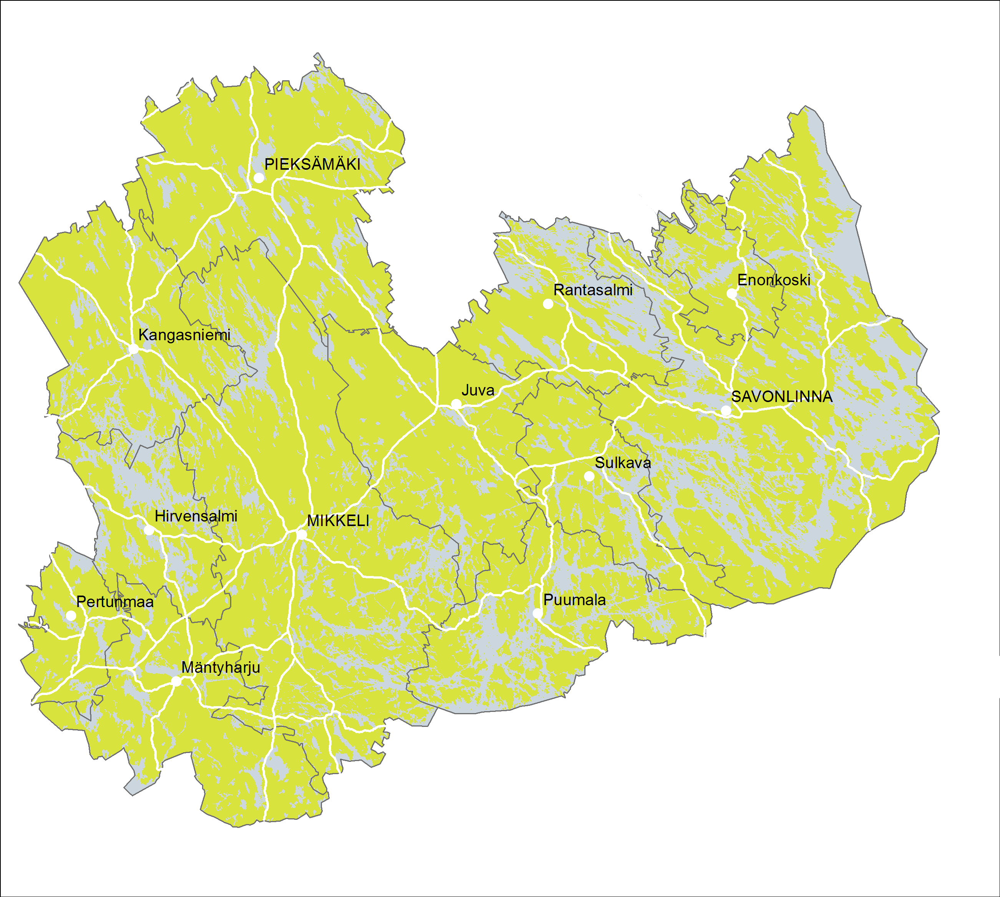 PIEKSÄMÄKI
Enonkoski
Rantasalmi
Kangasniemi
Juva
SAVONLINNA
Sulkava
Hirvensalmi
MIKKELI
Puumala
Pertunmaa
Mäntyharju